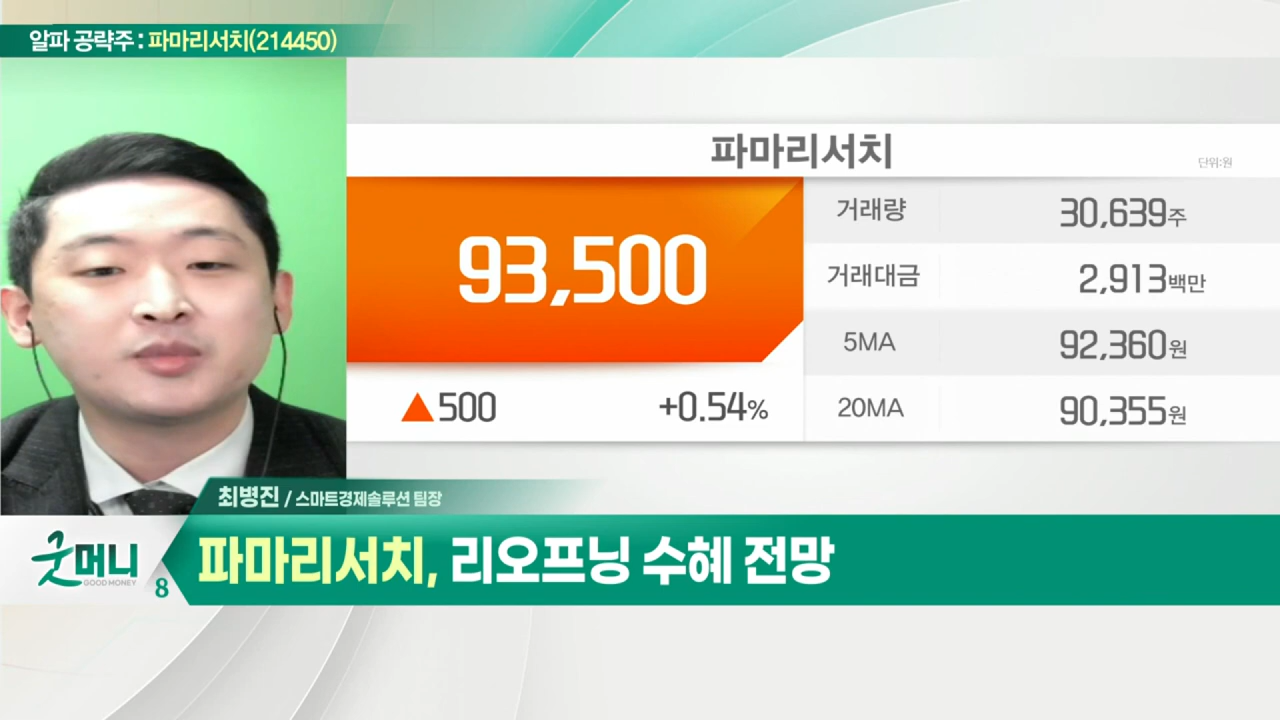 알파 공략주 : 파마리서치(214450)
파마리서치
단위:원
93,500
▲500 +0.54%
거래량 30,639주
거래대금 2,913백만
5MA 92,360원
20MA 90,355원
최병진 / 스마트경제솔루션 팀장
굿머니
GOOD MONEY
8
파마리서치, 리오프닝 수혜 전망